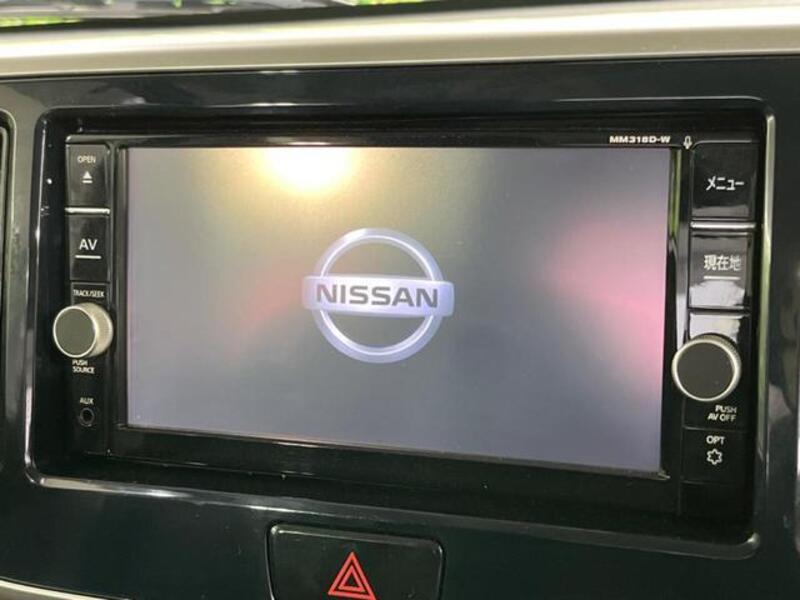 MM318D-W
OPEN
AV
TRACK/SEEK
PUSH
SOURCE
AUX
NISSAN
メニュー
現在地
PUSH
AV OFF
OPT